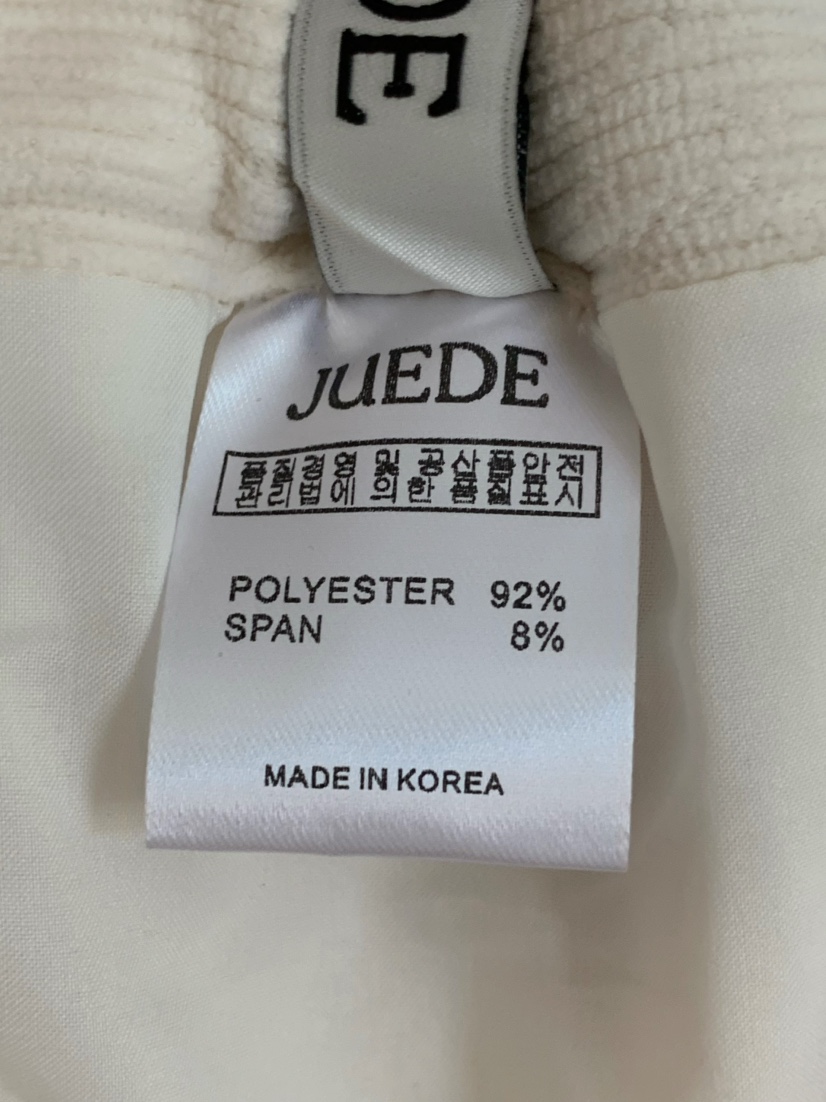 DE
JUEDE
품질경영 및 공산품안전
관리법에 의한 품질표시
POLYESTER 92%
SPAN 8%
MADE IN KOREA